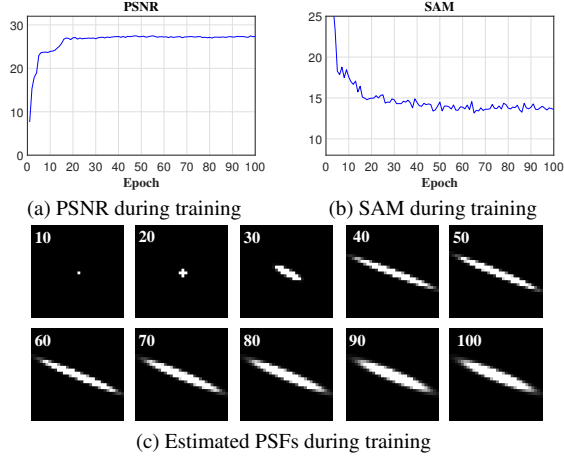 PSNR
30
20
10
0
0 10 20 30 40 50 60 70 80 90 100
Epoch
(a) PSNR during training
SAM
25
20
15
10
0 10 20 30 40 50 60 70 80 90 100
Epoch
(b) SAM during training
10 20 30 40 50
60 70 80 90 100
(c) Estimated PSFs during training